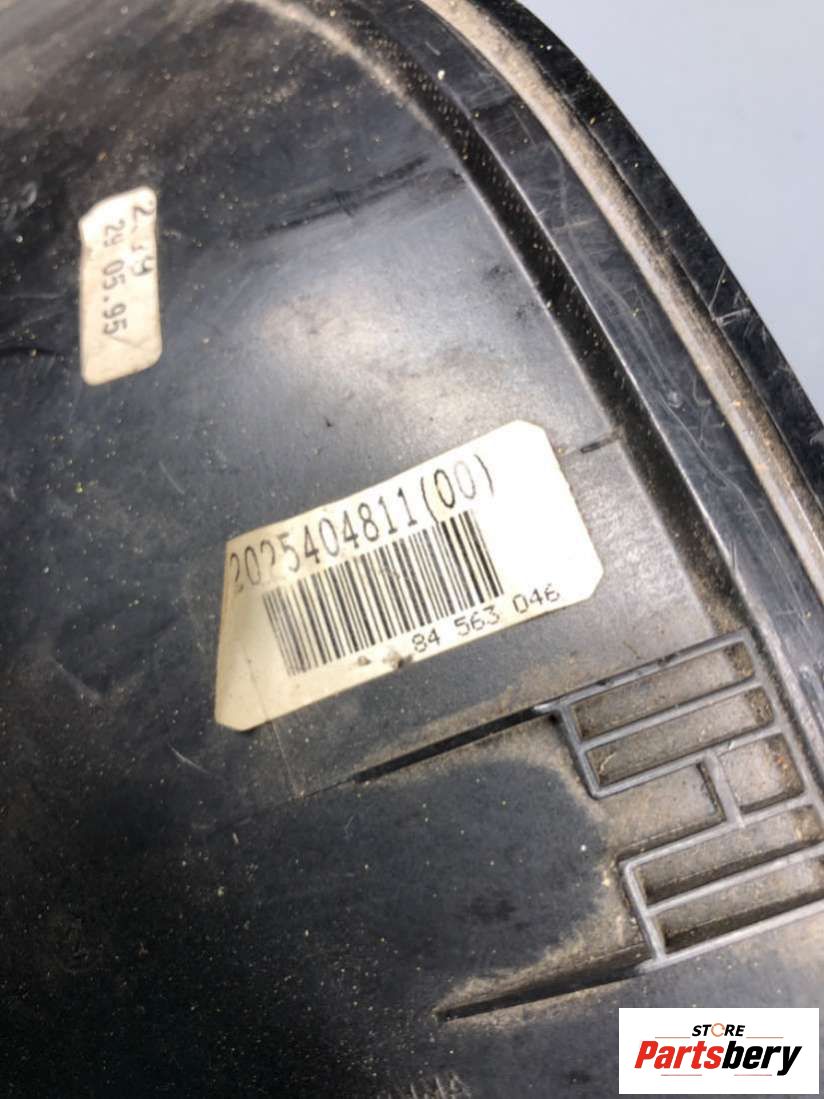 29 05.95
2025404811(00)
84 563 046
STORE
Partsbery